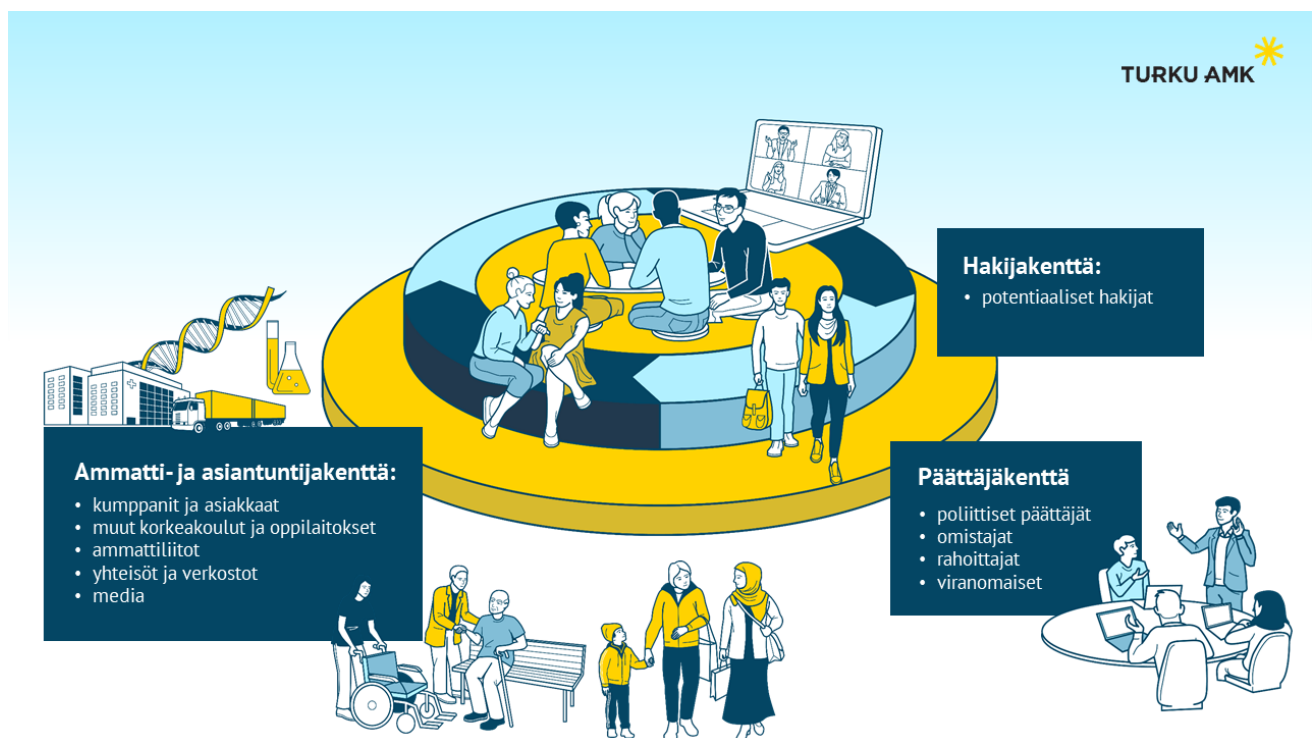 TURKU AMK
Hakijakenttä:
• potentiaaliset hakijat
Ammatti- ja asiantuntijakenttä:
• kumppanit ja asiakkaat
• muut korkeakoulut ja oppilaitokset
• ammattiliitot
• yhteisöt ja verkostot
• media
Päättäjäkenttä
• poliittiset päättäjät
• omistajat
• rahoittajat
• viranomaiset